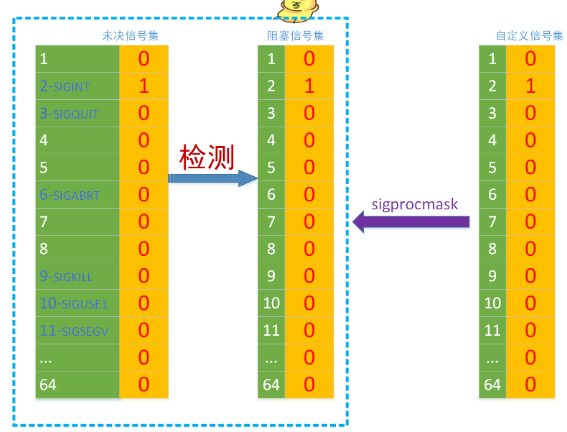 未决信号集 阻塞信号集 自定义信号集
1 0 1 0 1 0
2-SIGINT 1 2 1 2 1
3-SIGQUIT 0 3 0 3 0
4 0 4 0 4 0
5 0 5 0 5 0
检测
6-SIGABRT 0 6 0 6 0
sigprocmask
7 0 7 0 7 0
8 0 8 0 8 0
9-SIGKILL 0 9 0 9 0
10-SIGUSE1 0 10 0 10 0
11-SIGSEGV 0 11 0 11 0
... 0 ... 0 ... 0
64 0 64 0 64 0